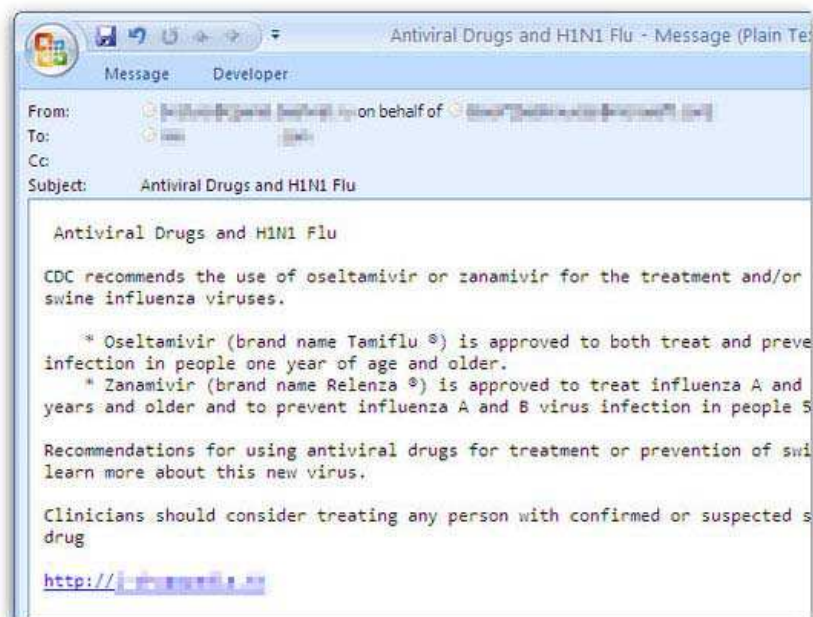 Antiviral Drugs and H1N1 Flu - Message (Plain Te
Message Developer
From: on behalf of
To:
Cc:
Subject: Antiviral Drugs and H1N1 Flu
Antiviral Drugs and H1N1 Flu
CDC recommends the use of oseltamivir or zanamivir for the treatment and/or
swine influenza viruses.
* Oseltamivir (brand name Tamiflu ®) is approved to both treat and preve
infection in people one year of age and older.
* Zanamivir (brand name Relenza ®) is approved to treat influenza A and
years and older and to prevent influenza A and B virus infection in people 5
Recommendations for using antiviral drugs for treatment or prevention of swi
learn more about this new virus.
Clinicians should consider treating any person with confirmed or suspected s
drug
http://